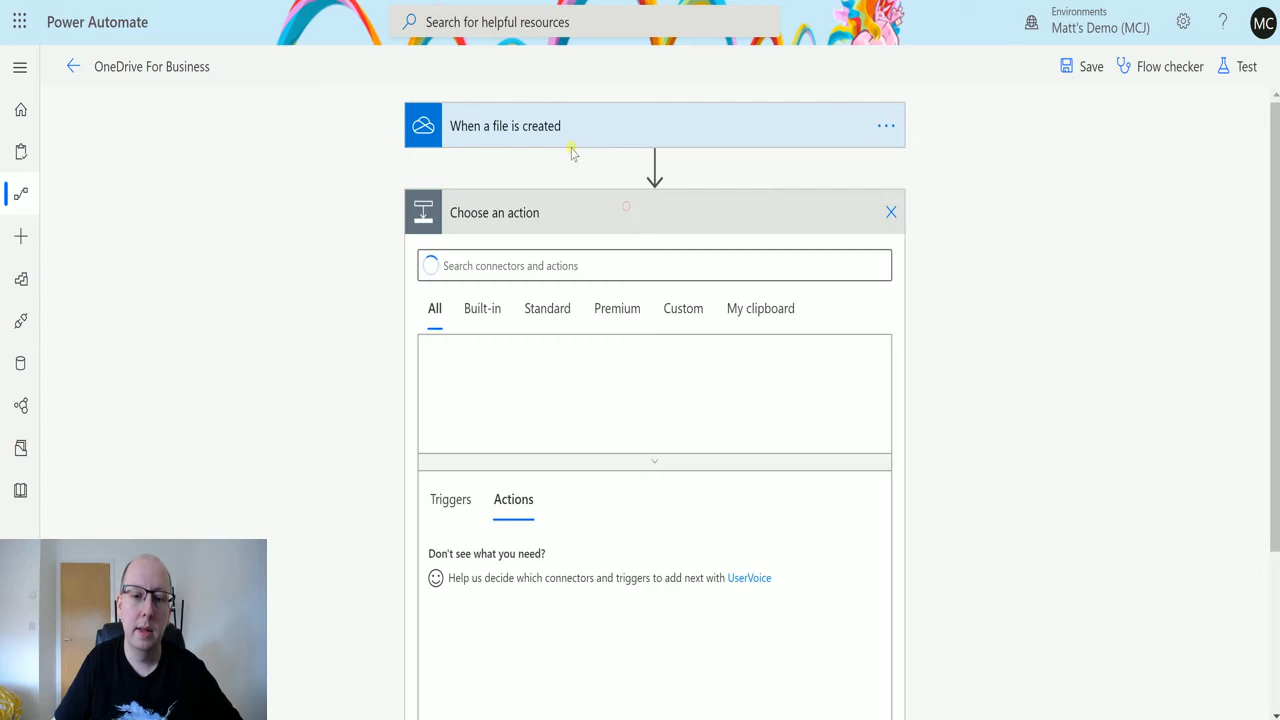 Power Automate
Search for helpful resources
Environments
Matt's Demo (MCJ)
MC
OneDrive For Business
Save
Flow checker
Test
When a file is created
Choose an action
Search connectors and actions
All
Built-in
Standard
Premium
Custom
My clipboard
Triggers
Actions
Don't see what you need?
Help us decide which connectors and triggers to add next with UserVoice